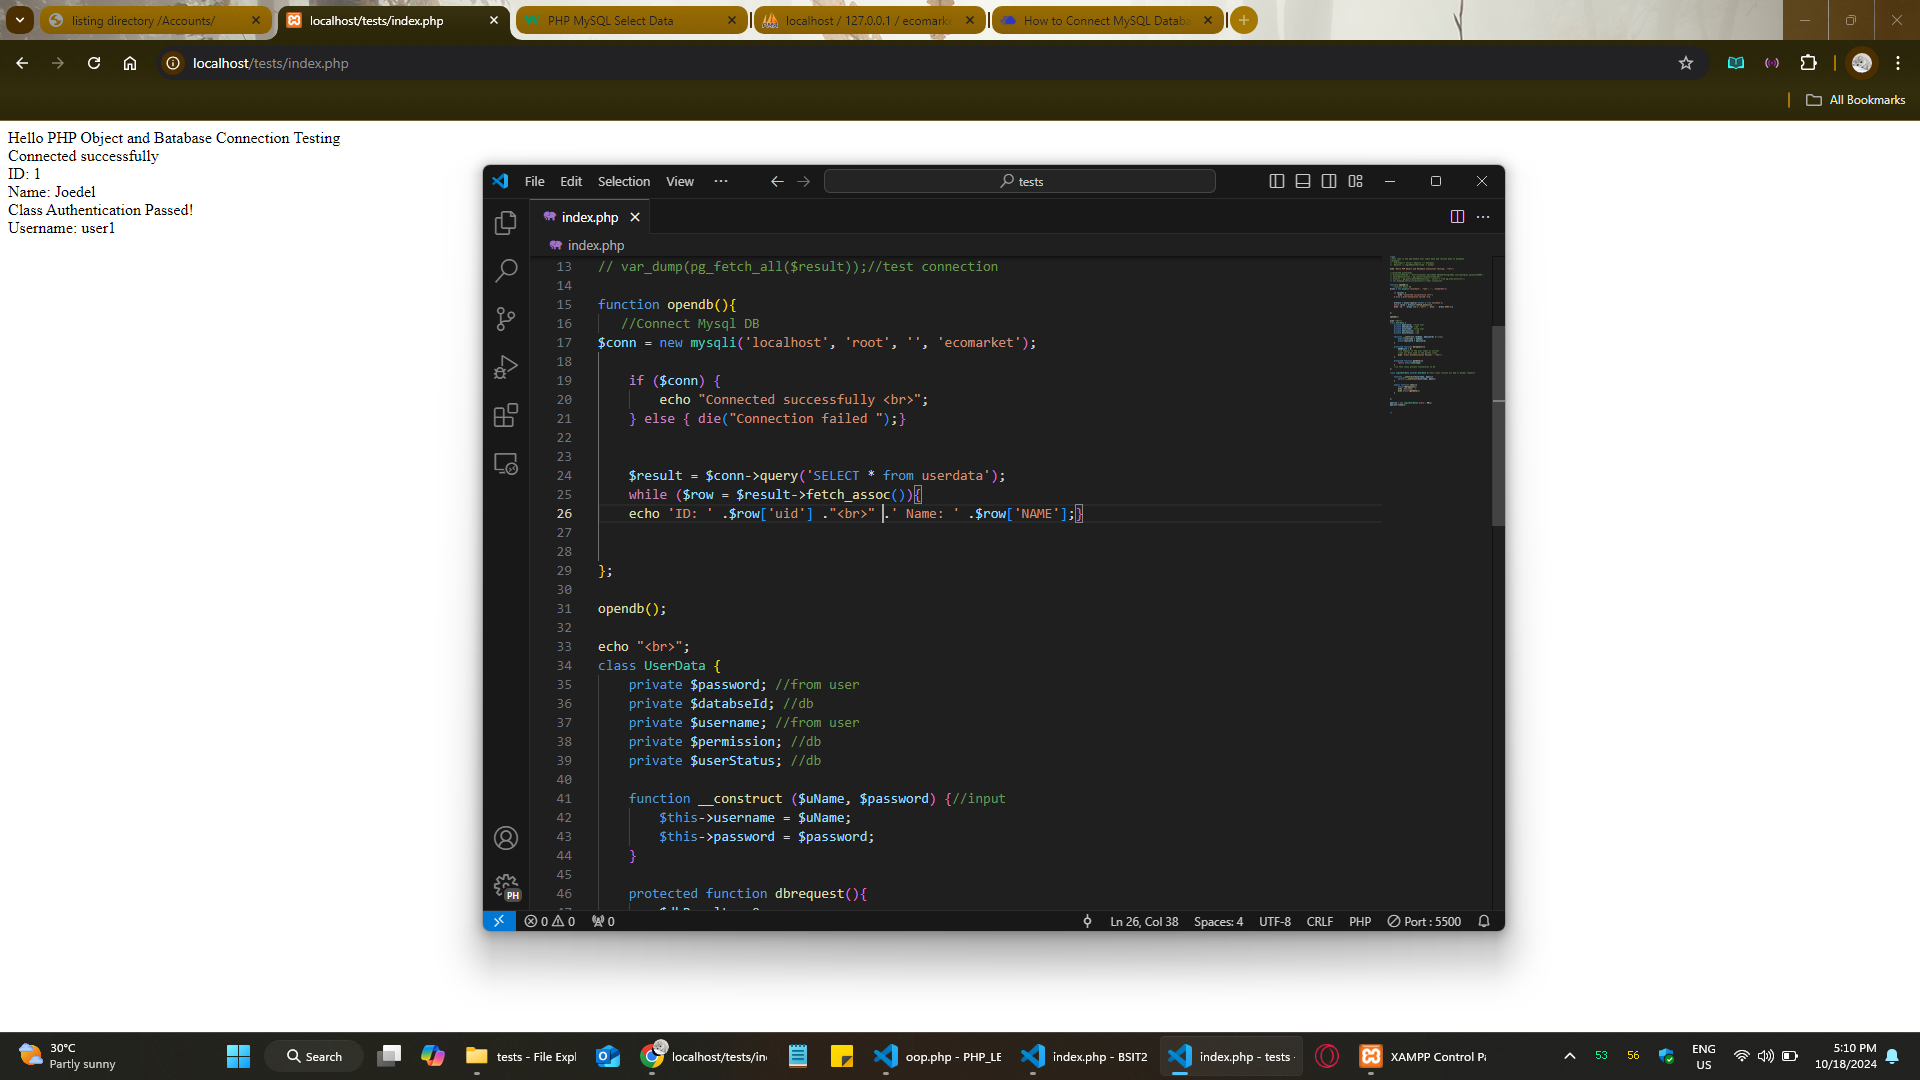 listing directory /Accounts/
localhost/tests/index.php
PHP MySQL Select Data
localhost / 127.0.0.1 / ecomark
How to Connect MySQL Databa
localhost/tests/index.php
All Bookmarks
Hello PHP Object and Batabase Connection Testing
Connected successfully
ID: 1
Name: Joedel
Class Authentication Passed!
Username: user1
File Edit Selection View ···
tests
index.php
index.php
13 // var_dump(pg_fetch_all($result));//test connection
14
15 function opendb(){
16 //Connect Mysql DB
17 $conn = new mysqli('localhost', 'root', '', 'ecomarket');
18
19 if ($conn) {
20 echo "Connected successfully <br>";
21 } else { die("Connection failed ");}
22
23
24 $result = $conn->query('SELECT * from userdata');
25 while ($row = $result->fetch_assoc()){
26 echo 'ID: ' .$row['uid'] ."<br>" .' Name: ' .$row['NAME'];}
27
28
29 };
30
31 opendb();
32
33 echo "<br>";
34 class UserData {
35 private $password; //from user
36 private $databseId; //db
37 private $username; //from user
38 private $permission; //db
39 private $userStatus; //db
40
41 function __construct ($uName, $password) {//input
42 $this->username = $uName;
43 $this->password = $password;
44 }
45
46 protected function dbrequest(){
PH
0 0 0
Ln 26, Col 38 Spaces: 4 UTF-8 CRLF PHP Port : 5500
30°C
Partly sunny
Search
tests - File Expl
localhost/tests/in
oop.php - PHP_LE
index.php - BSIT2
index.php - tests
XAMPP Control Pa
53
56
ENG
US
5:10 PM
10/18/2024